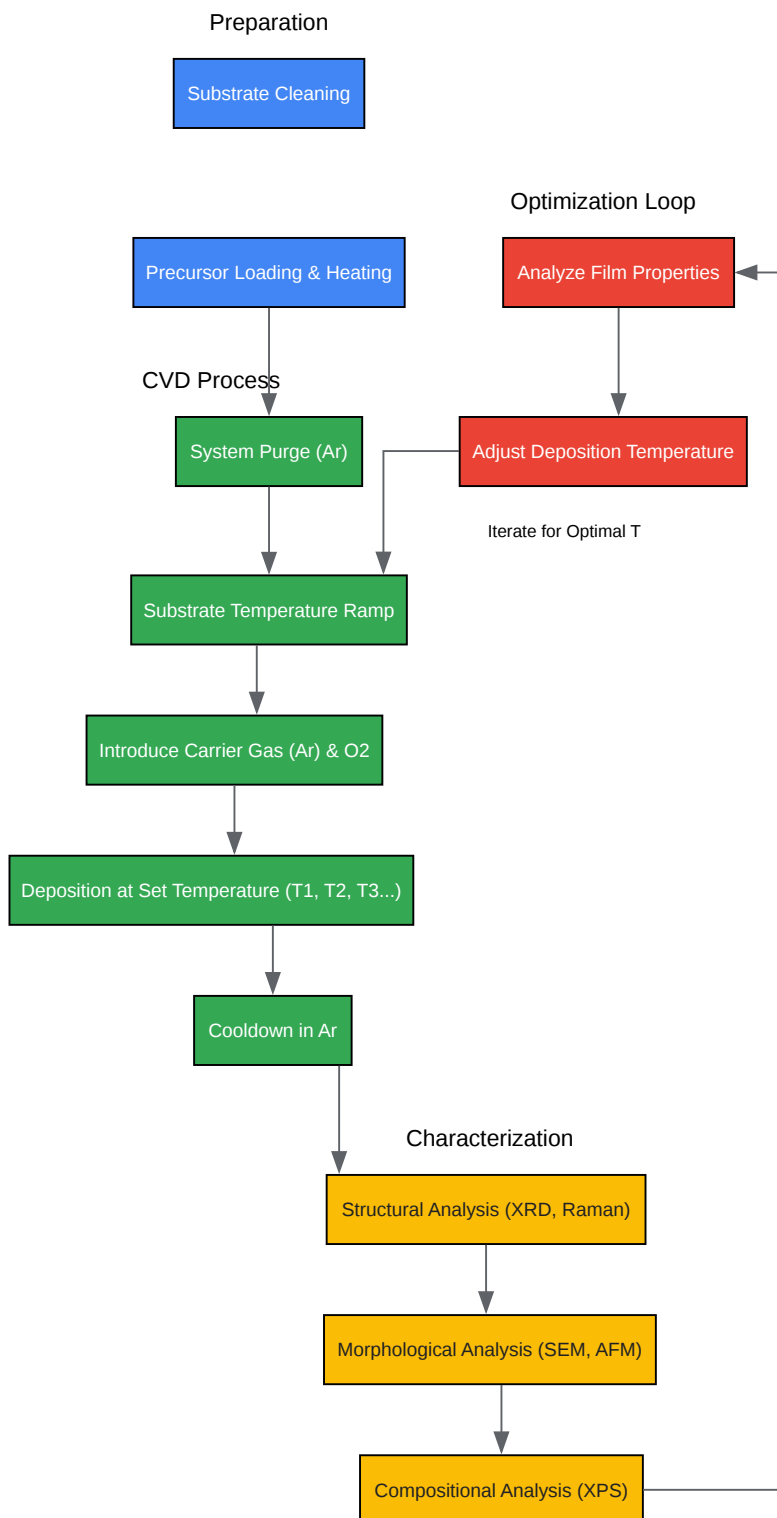 Preparation
Substrate Cleaning
Optimization Loop
Precursor Loading & Heating
Analyze Film Properties
CVD Process
System Purge (Ar)
Adjust Deposition Temperature
Iterate for Optimal T
Substrate Temperature Ramp
Introduce Carrier Gas (Ar) & O2
Deposition at Set Temperature (T1, T2, T3...)
Cooldown in Ar
Characterization
Structural Analysis (XRD, Raman)
Morphological Analysis (SEM, AFM)
Compositional Analysis (XPS)